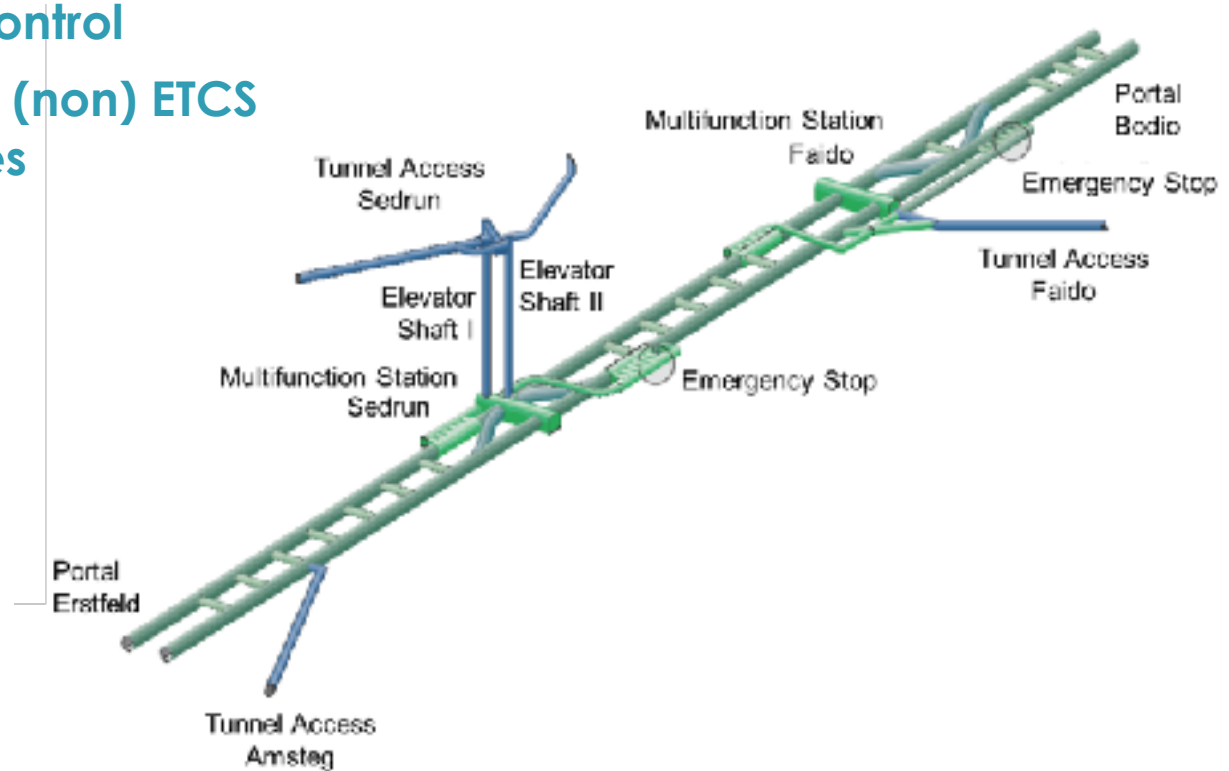 ontrol
(non) ETCS
es
Portal
Bodio
Multifunction Station
Faido
Emergency Stop
Tunnel Access
Sedrun
Tunnel Access
Faido
Elevator
Shaft II
Elevator
Shaft I
Multifunction Station
Sedrun
Emergency Stop
Portal
Erstfeld
Tunnel Access
Amsteg